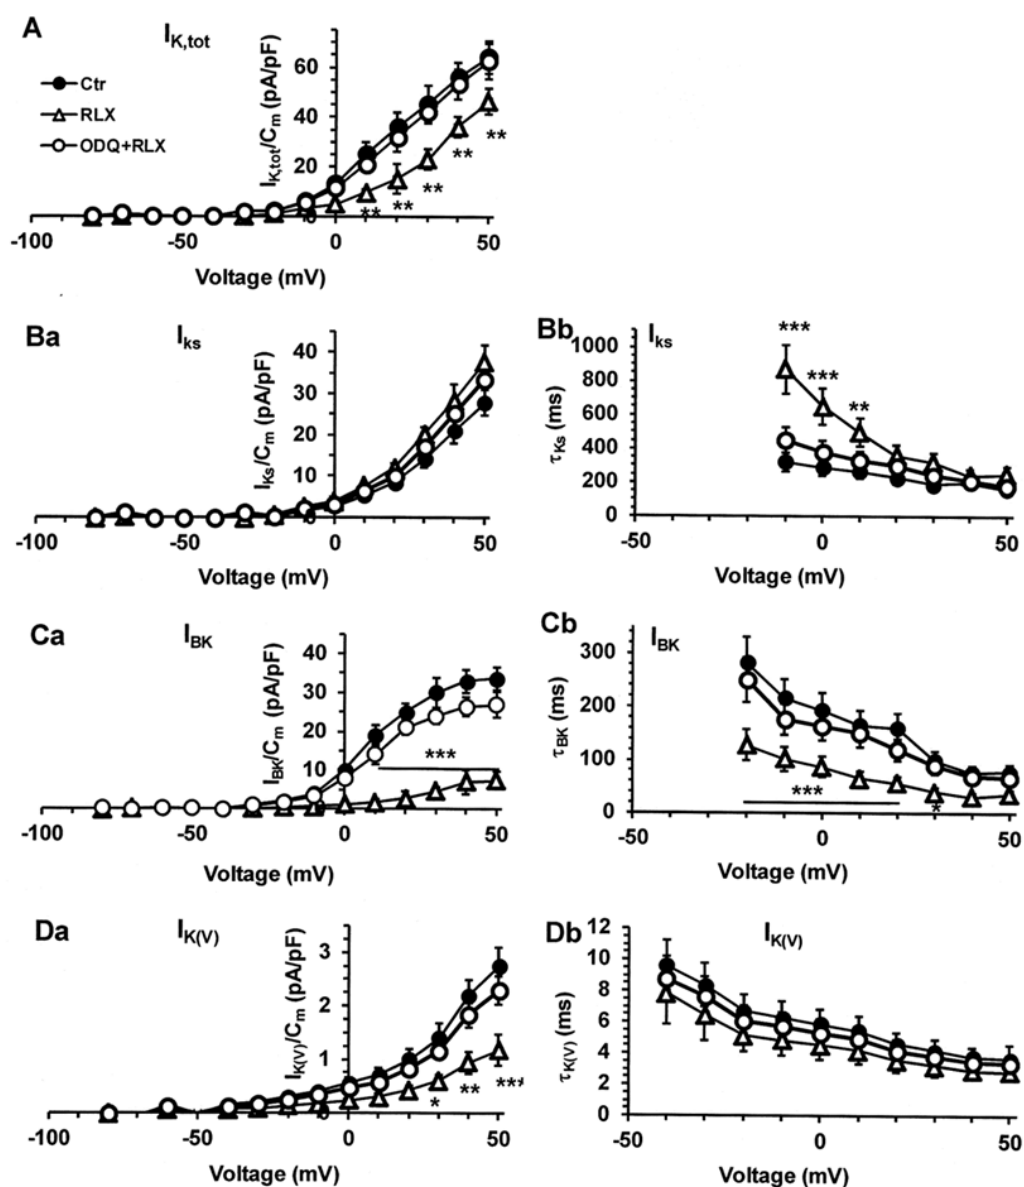 A
I_K,tot
Ctr
RLX
ODQ+RLX
I_K,tot/C_m (pA/pF)
60
40
20
0
** ** ** ** **
-100 -50 0 50
Voltage (mV)
Ba
I_ks
I_Ks/C_m (pA/pF)
40
30
20
10
0
-100 -50 0 50
Voltage (mV)
Bb
I_ks
τ_Ks (ms)
1000
800
600
400
200
0
*** *** **
-50 0 50
Voltage (mV)
Ca
I_BK
I_BK/C_m (pA/pF)
40
30
20
10
***
-100 -50 0 50
Voltage (mV)
Cb
I_BK
τ_BK (ms)
300
200
100
0
*** *
-50 0 50
Voltage (mV)
Da
I_K(V)
I_K(V)/C_m (pA/pF)
3
2
1
0
* ** ***
-100 -50 0 50
Voltage (mV)
Db
I_K(V)
τ_K(V) (ms)
12
10
8
6
4
2
0
-50 0 50
Voltage (mV)